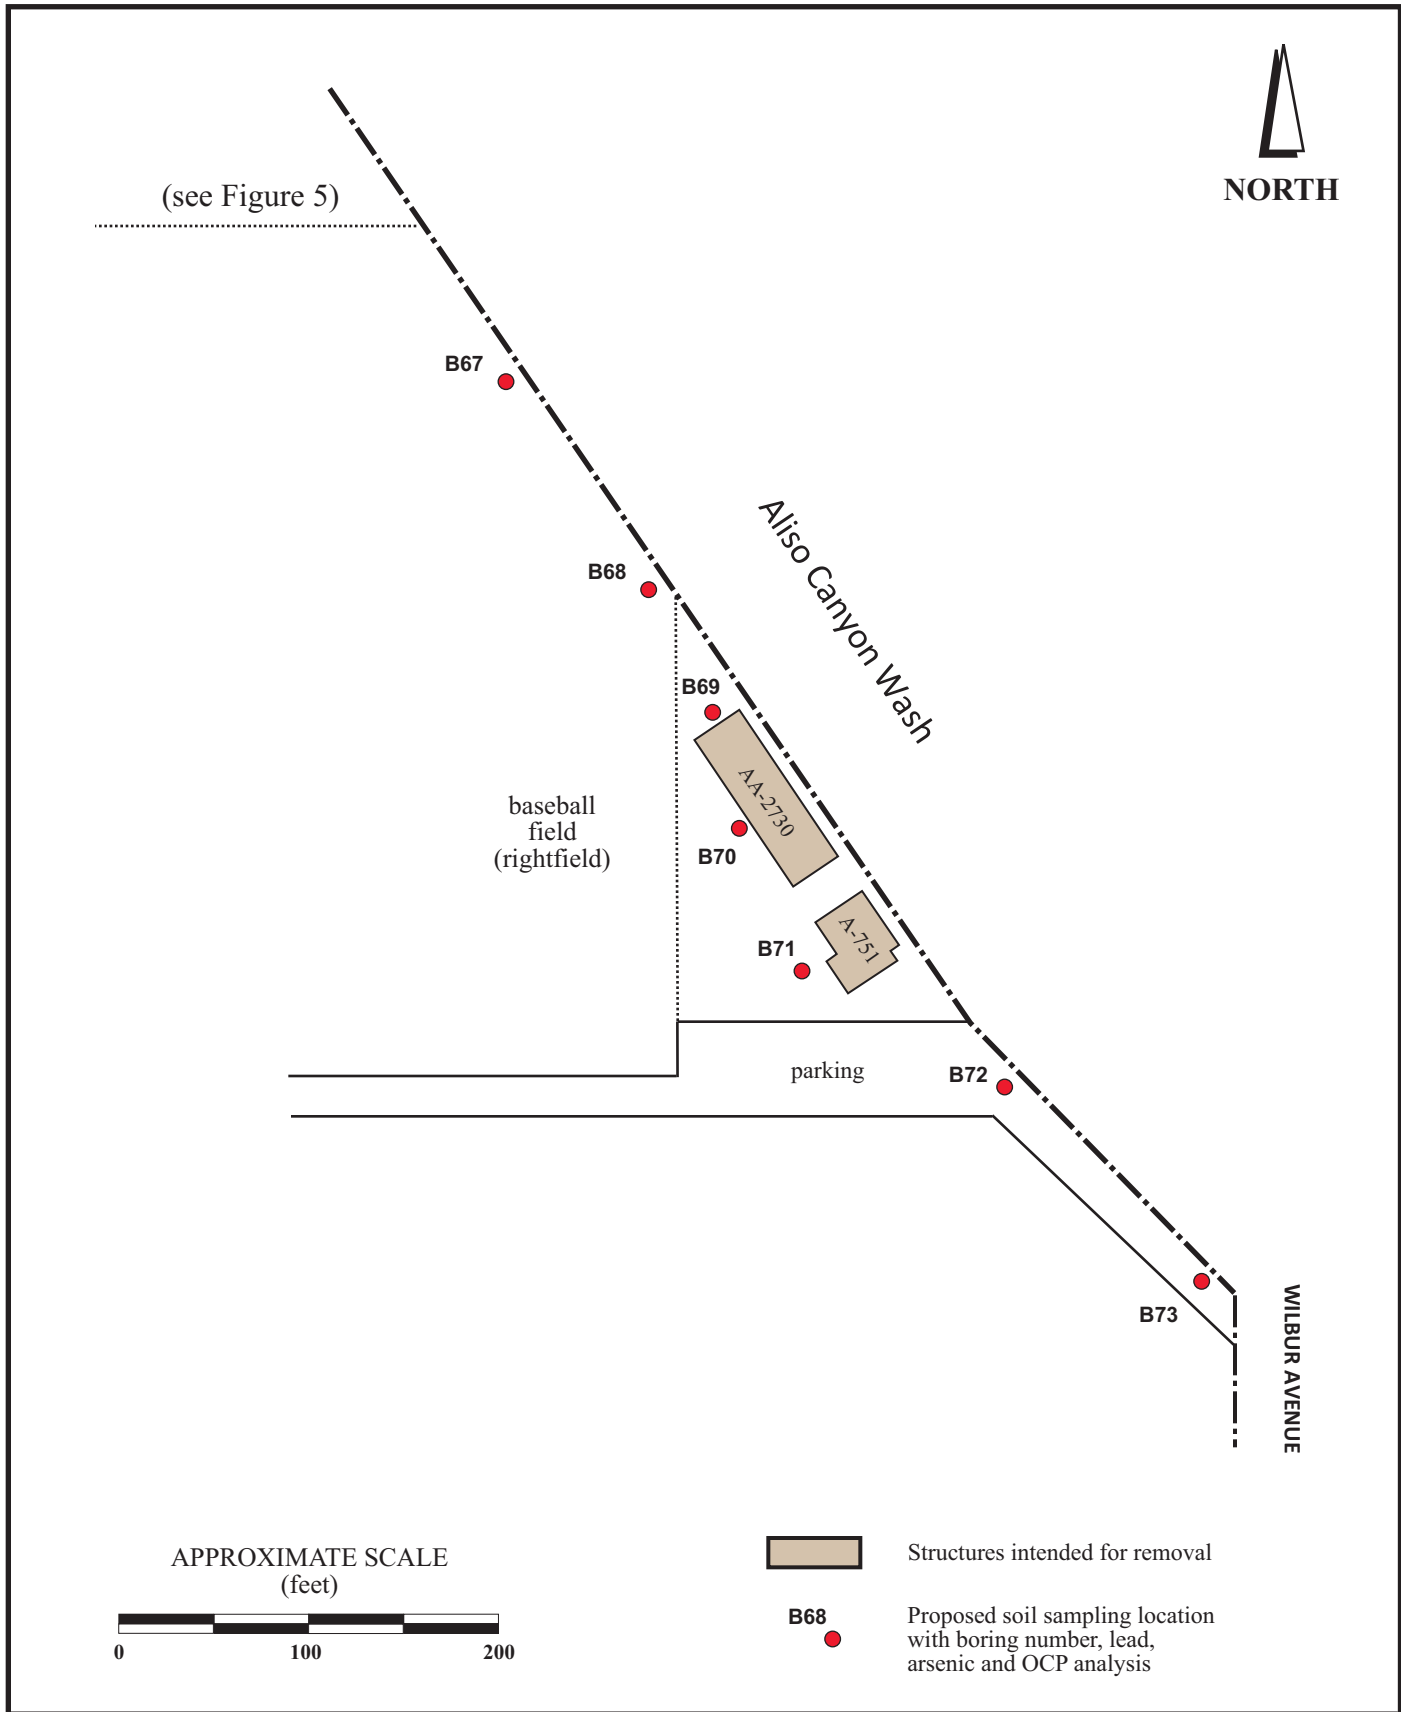 NORTH
(see Figure 5)
B67
B68
Aliso Canyon Wash
B69
AA-2730
baseball
field
(rightfield)
B70
A-751
B71
parking
B72
B73
WILBUR AVENUE
APPROXIMATE SCALE
(feet)
0 100 200
Structures intended for removal
B68
Proposed soil sampling location
with boring number, lead,
arsenic and OCP analysis